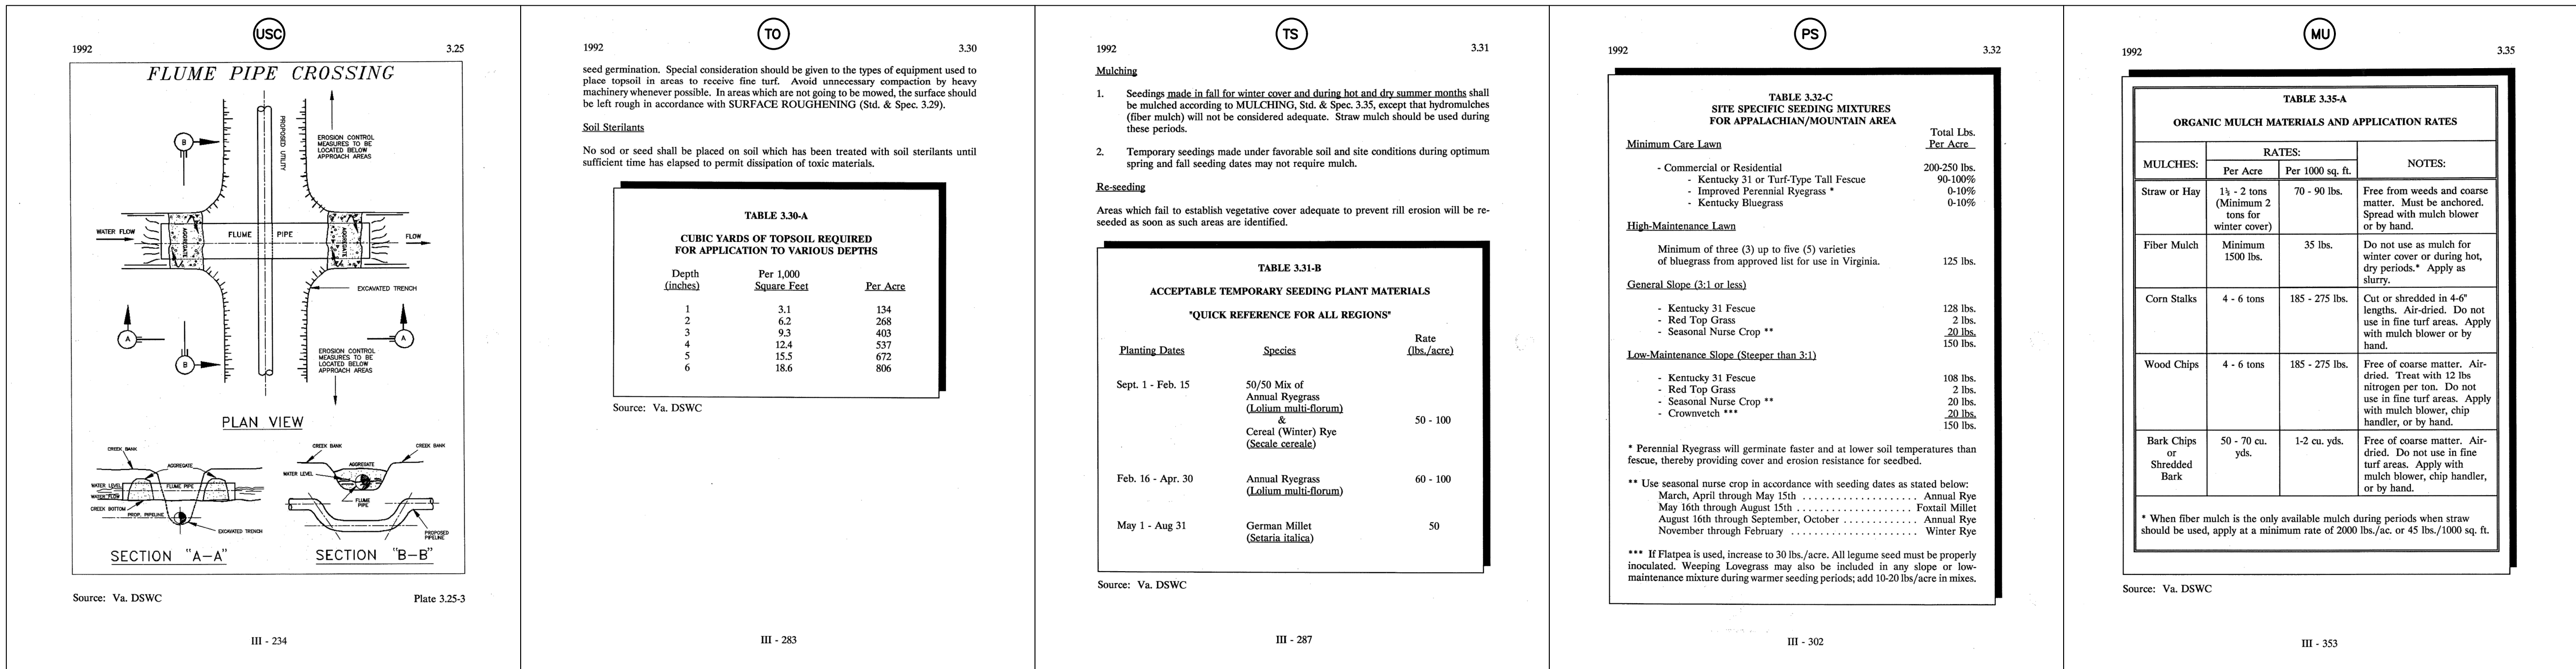 USC
1992
3.25
FLUME PIPE CROSSING
PROPOSED UTILITY
EROSION CONTROL
MEASURES TO BE
LOCATED BELOW
APPROACH AREAS
B
WATER FLOW
AGGREGATE
FLUME PIPE
AGGREGATE
FLOW
EXCAVATED TRENCH
A
A
B
EROSION CONTROL
MEASURES TO BE
LOCATED BELOW
APPROACH AREAS
PLAN VIEW
CREEK BANK
AGGREGATE
WATER LEVEL
FLUME PIPE
WATER FLOW
CREEK BOTTOM
PROP. PIPELINE
EXCAVATED TRENCH
SECTION "A-A"
CREEK BANK
CREEK BANK
AGGREGATE
WATER LEVEL
FLUME
PIPE
PROPOSED
PIPELINE
SECTION "B-B"
Source: Va. DSWC
Plate 3.25-3
III - 234
TO
1992
3.30
seed germination. Special consideration should be given to the types of equipment used to
place topsoil in areas to receive fine turf. Avoid unnecessary compaction by heavy
machinery whenever possible. In areas which are not going to be mowed, the surface should
be left rough in accordance with SURFACE ROUGHENING (Std. & Spec. 3.29).
Soil Sterilants
No sod or seed shall be placed on soil which has been treated with soil sterilants until
sufficient time has elapsed to permit dissipation of toxic materials.
TABLE 3.30-A
CUBIC YARDS OF TOPSOIL REQUIRED
FOR APPLICATION TO VARIOUS DEPTHS
Depth Per 1,000
(inches) Square Feet Per Acre
1 3.1 134
2 6.2 268
3 9.3 403
4 12.4 537
5 15.5 672
6 18.6 806
Source: Va. DSWC
III - 283
TS
1992
3.31
Mulching
1. Seedings made in fall for winter cover and during hot and dry summer months shall
be mulched according to MULCHING, Std. & Spec. 3.35, except that hydromulches
(fiber mulch) will not be considered adequate. Straw mulch should be used during
these periods.
2. Temporary seedings made under favorable soil and site conditions during optimum
spring and fall seeding dates may not require mulch.
Re-seeding
Areas which fail to establish vegetative cover adequate to prevent rill erosion will be re-
seeded as soon as such areas are identified.
TABLE 3.31-B
ACCEPTABLE TEMPORARY SEEDING PLANT MATERIALS
"QUICK REFERENCE FOR ALL REGIONS"
Rate
Planting Dates Species (lbs./acre)
Sept. 1 - Feb. 15 50/50 Mix of
Annual Ryegrass
(Lolium multi-florum)
& 50 - 100
Cereal (Winter) Rye
(Secale cereale)
Feb. 16 - Apr. 30 Annual Ryegrass 60 - 100
(Lolium multi-florum)
May 1 - Aug 31 German Millet 50
(Setaria italica)
Source: Va. DSWC
III - 287
PS
1992
3.32
TABLE 3.32-C
SITE SPECIFIC SEEDING MIXTURES
FOR APPALACHIAN/MOUNTAIN AREA
Total Lbs.
Minimum Care Lawn Per Acre
- Commercial or Residential 200-250 lbs.
- Kentucky 31 or Turf-Type Tall Fescue 90-100%
- Improved Perennial Ryegrass * 0-10%
- Kentucky Bluegrass 0-10%
High-Maintenance Lawn
Minimum of three (3) up to five (5) varieties
of bluegrass from approved list for use in Virginia. 125 lbs.
General Slope (3:1 or less)
- Kentucky 31 Fescue 128 lbs.
- Red Top Grass 2 lbs.
- Seasonal Nurse Crop ** 20 lbs.
150 lbs.
Low-Maintenance Slope (Steeper than 3:1)
- Kentucky 31 Fescue 108 lbs.
- Red Top Grass 2 lbs.
- Seasonal Nurse Crop ** 20 lbs.
- Crownvetch *** 20 lbs.
150 lbs.
* Perennial Ryegrass will germinate faster and at lower soil temperatures than
fescue, thereby providing cover and erosion resistance for seedbed.
** Use seasonal nurse crop in accordance with seeding dates as stated below:
March, April through May 15th . . . . . . . . . . . . . . . . . . . . Annual Rye
May 16th through August 15th . . . . . . . . . . . . . . . . . . . Foxtail Millet
August 16th through September, October . . . . . . . . . . . . Annual Rye
November through February . . . . . . . . . . . . . . . . . . . . . Winter Rye
*** If Flatpea is used, increase to 30 lbs./acre. All legume seed must be properly
inoculated. Weeping Lovegrass may also be included in any slope or low-
maintenance mixture during warmer seeding periods; add 10-20 lbs/acre in mixes.
III - 302
MU
1992
3.35
TABLE 3.35-A
ORGANIC MULCH MATERIALS AND APPLICATION RATES
MULCHES: RATES: NOTES:
Per Acre Per 1000 sq. ft.
Straw or Hay 1½ - 2 tons 70 - 90 lbs. Free from weeds and coarse
(Minimum 2 matter. Must be anchored.
tons for Spread with mulch blower
winter cover) or by hand.
Fiber Mulch Minimum 35 lbs. Do not use as mulch for
1500 lbs. winter cover or during hot,
dry periods.* Apply as
slurry.
Corn Stalks 4 - 6 tons 185 - 275 lbs. Cut or shredded in 4-6"
lengths. Air-dried. Do not
use in fine turf areas. Apply
with mulch blower or by
hand.
Wood Chips 4 - 6 tons 185 - 275 lbs. Free of coarse matter. Air-
dried. Treat with 12 lbs
nitrogen per ton. Do not
use in fine turf areas. Apply
with mulch blower, chip
handler, or by hand.
Bark Chips 50 - 70 cu. 1-2 cu. yds. Free of coarse matter. Air-
or yds. dried. Do not use in fine
Shredded turf areas. Apply with
Bark mulch blower, chip handler,
or by hand.
* When fiber mulch is the only available mulch during periods when straw
should be used, apply at a minimum rate of 2000 lbs./ac. or 45 lbs./1000 sq. ft.
Source: Va. DSWC
III - 353